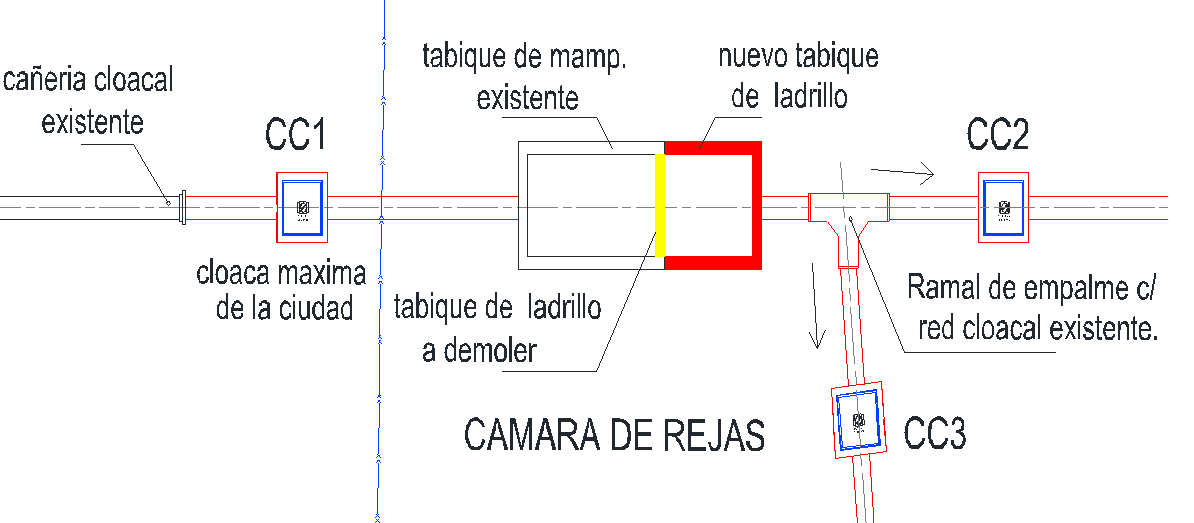 cañeria cloacal
existente
CC1
tabique de mamp.
existente
nuevo tabique
de ladrillo
CC2
cloaca maxima
de la ciudad
tabique de ladrillo
a demoler
Ramal de empalme c/
red cloacal existente.
CAMARA DE REJAS
CC3